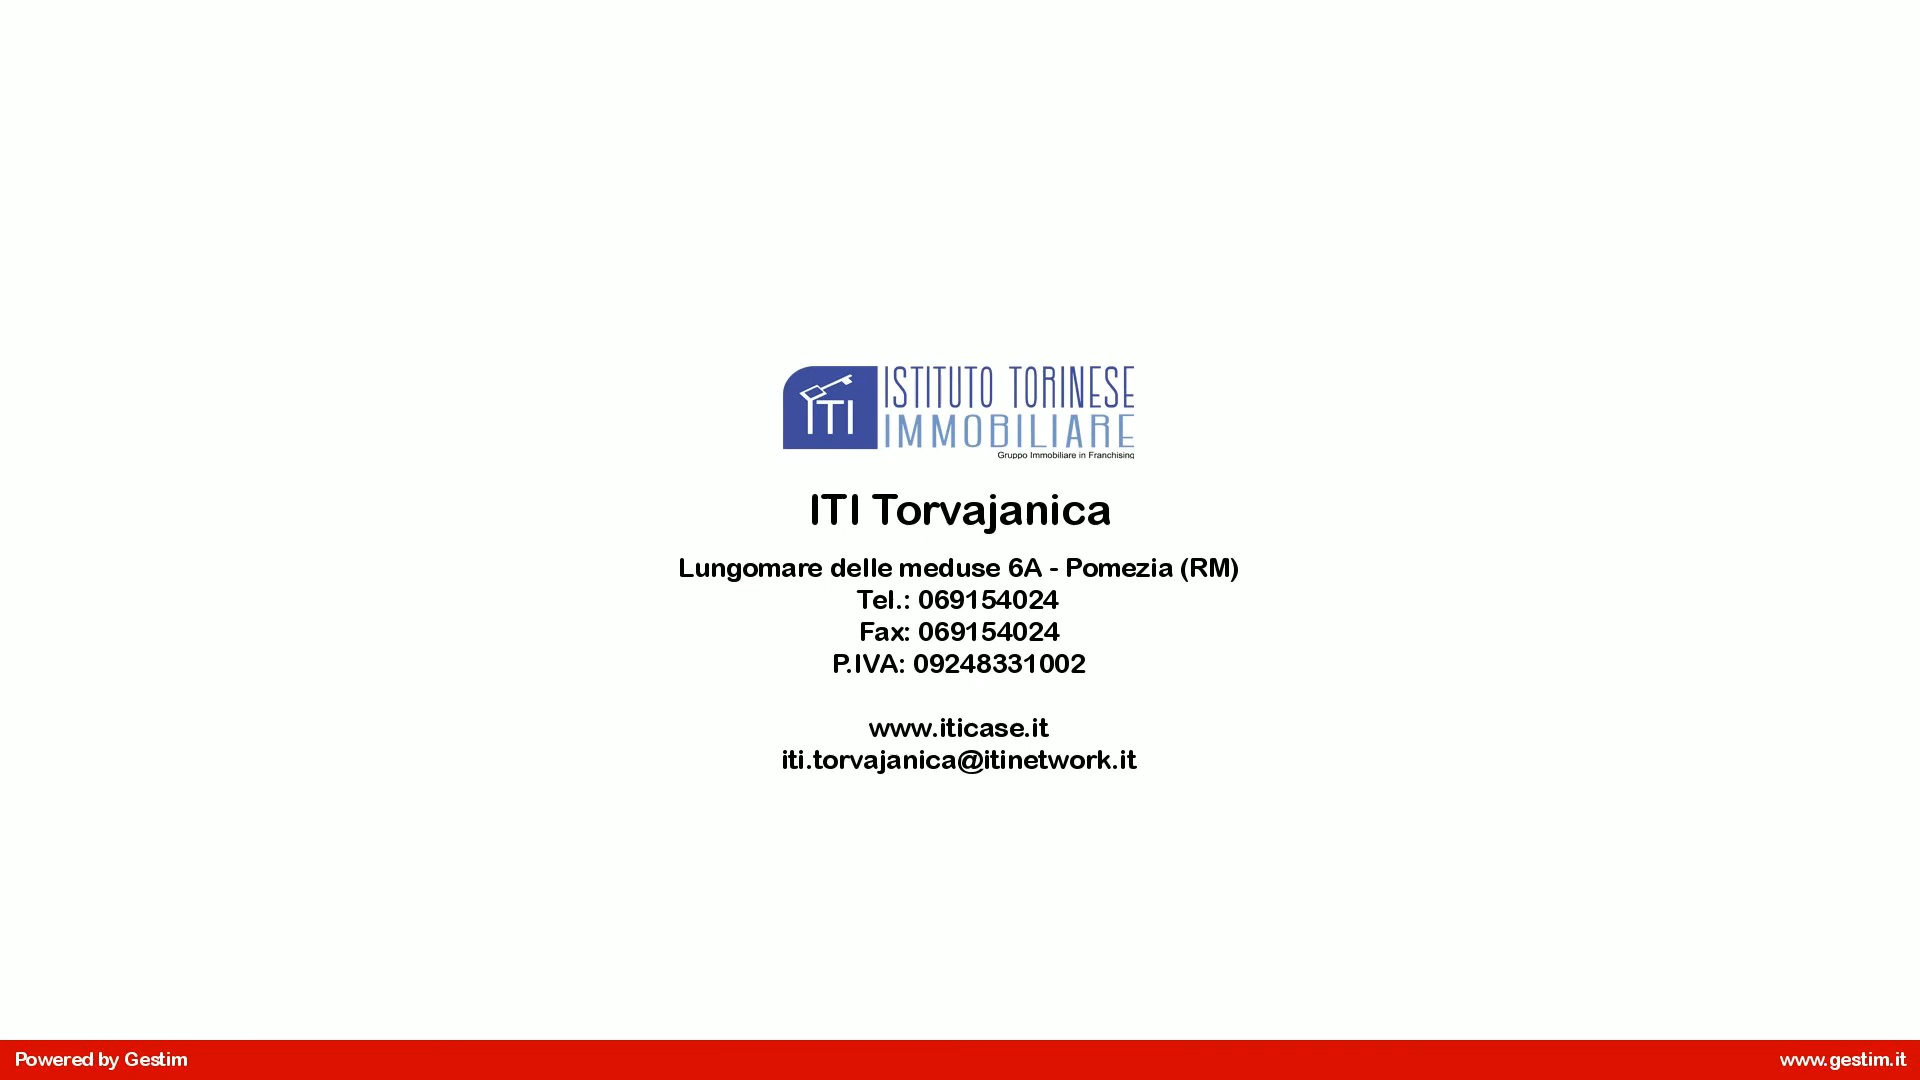 ITI
ISTITUTO TORINESE
IMMOBILIARE
Gruppo Immobiliare in Franchising
ITI Torvajanica
Lungomare delle meduse 6A - Pomezia (RM)
Tel.: 069154024
Fax: 069154024
P.IVA: 09248331002
www.iticase.it
iti.torvajanica@itinetwork.it
Powered by Gestim
www.gestim.it